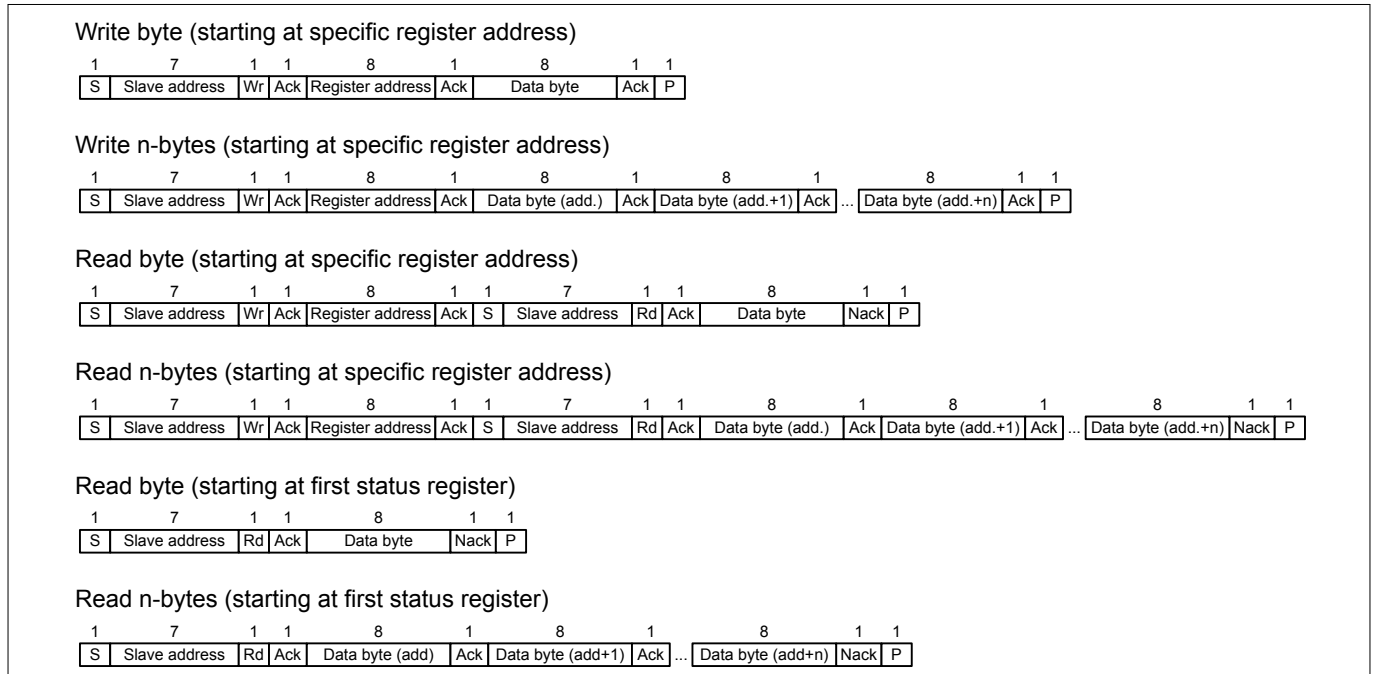 Write byte (starting at specific register address)
1 7 1 1 8 1 8 1 1
S Slave address Wr Ack Register address Ack Data byte Ack P
Write n-bytes (starting at specific register address)
1 7 1 1 8 1 8 1 8 1 8 1 1
S Slave address Wr Ack Register address Ack Data byte (add.) Ack Data byte (add.+1) Ack ... Data byte (add.+n) Ack P
Read byte (starting at specific register address)
1 7 1 1 8 1 1 7 1 1 8 1 1
S Slave address Wr Ack Register address Ack S Slave address Rd Ack Data byte Nack P
Read n-bytes (starting at specific register address)
1 7 1 1 8 1 1 7 1 1 8 1 8 1 8 1 1
S Slave address Wr Ack Register address Ack S Slave address Rd Ack Data byte (add.) Ack Data byte (add.+1) Ack ... Data byte (add.+n) Nack P
Read byte (starting at first status register)
1 7 1 1 8 1 1
S Slave address Rd Ack Data byte Nack P
Read n-bytes (starting at first status register)
1 7 1 1 8 1 8 1 8 1 1
S Slave address Rd Ack Data byte (add) Ack Data byte (add+1) Ack ... Data byte (add+n) Nack P